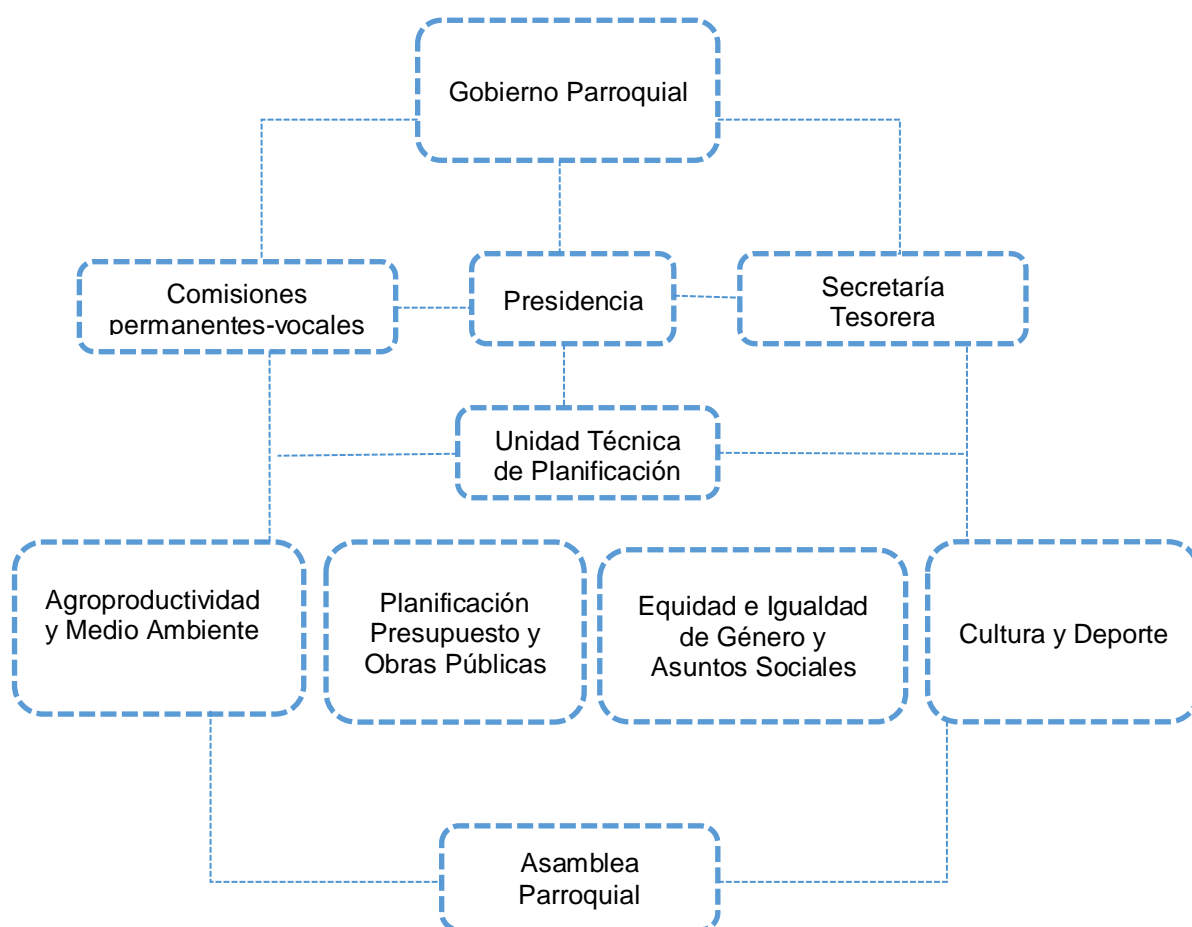 Gobierno Parroquial
Comisiones
permanentes-vocales
Presidencia
Secretaría
Tesorera
Unidad Técnica
de Planificación
Agroproductividad
y Medio Ambiente
Planificación
Presupuesto y
Obras Públicas
Equidad e Igualdad
de Género y
Asuntos Sociales
Cultura y Deporte
Asamblea
Parroquial